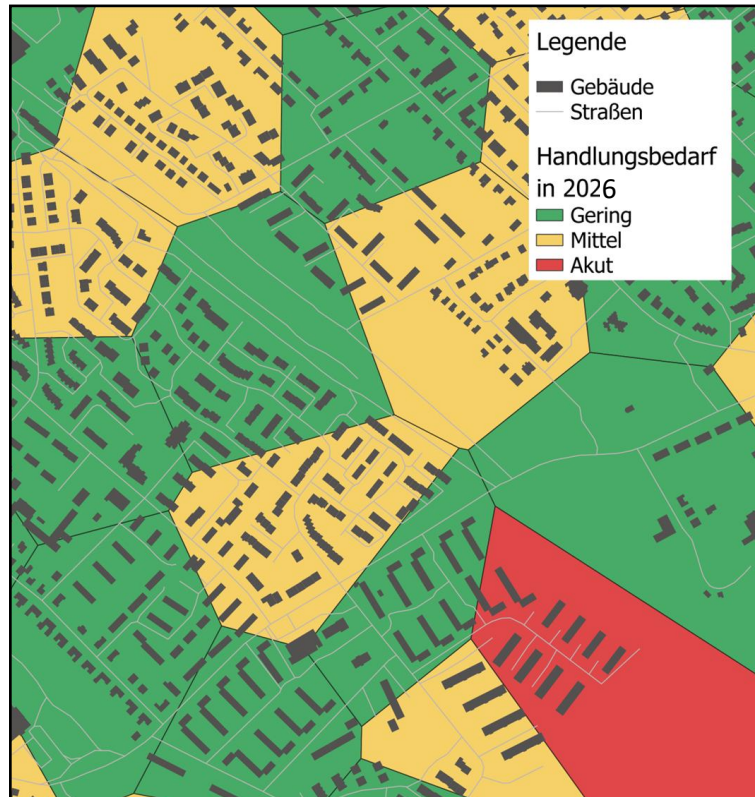 Legende
Gebäude
Straßen
Handlungsbedarf
in 2026
Gering
Mittel
Akut